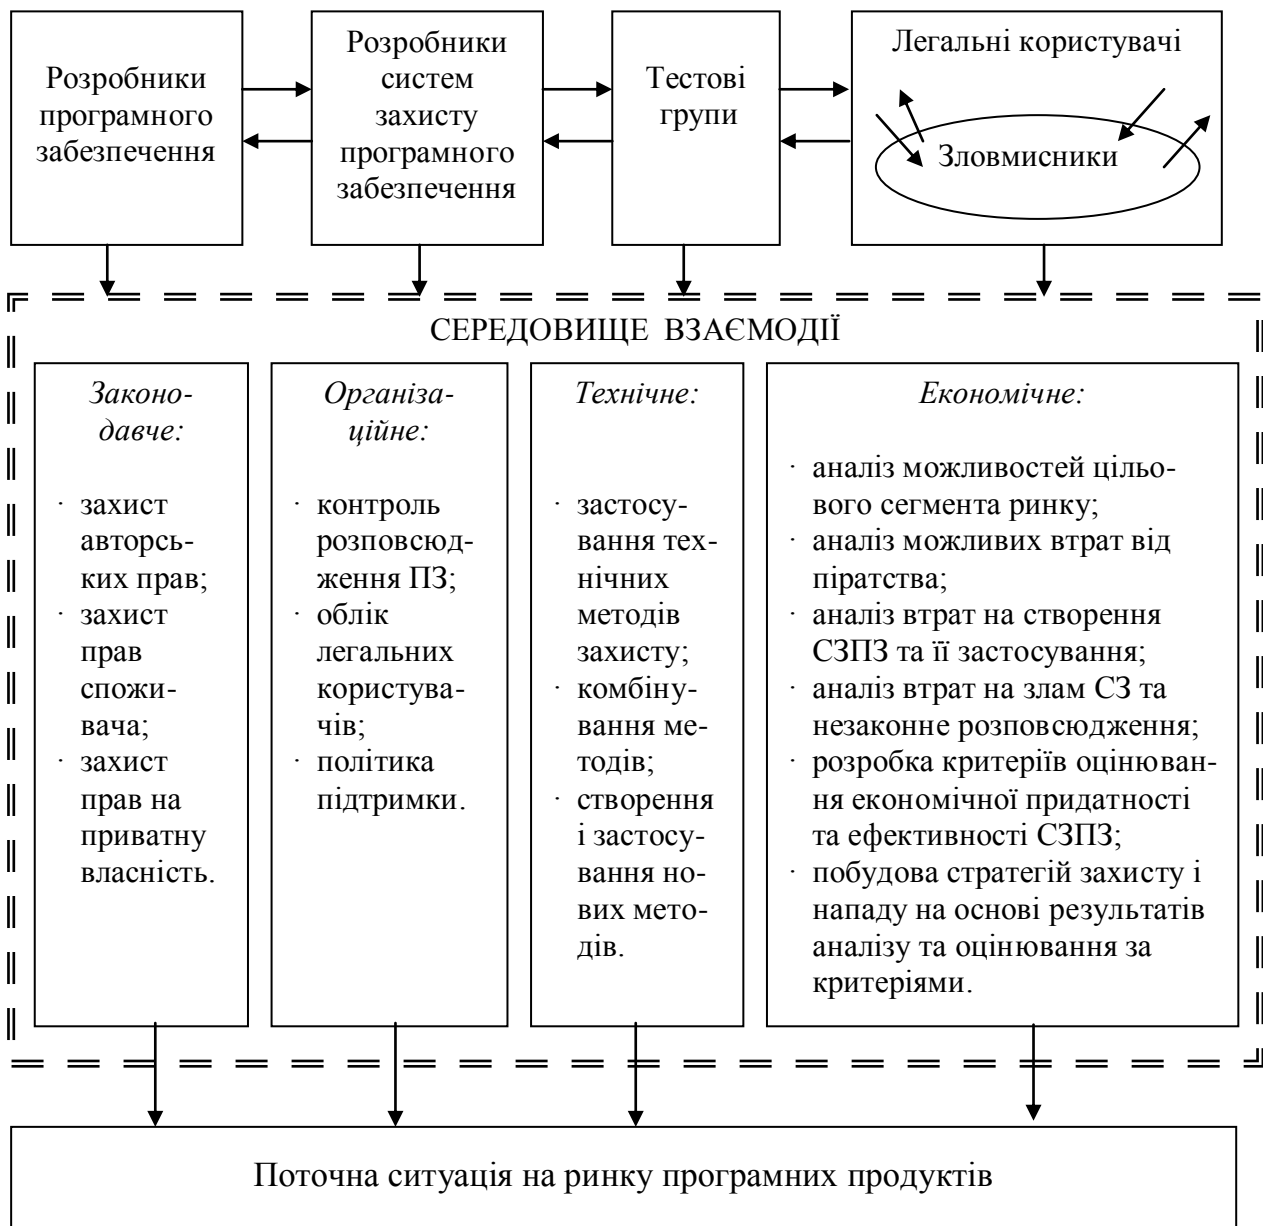 Розробники
програмного
забезпечення
Розробники
систем
захисту
програмного
забезпечення
Тестові
групи
Легальні користувачі
Зловмисники
СЕРЕДОВИЩЕ ВЗАЄМОДІЇ
Законо-
давче:
· захист
авторсь-
ких прав;
· захист
прав
спожи-
вача;
· захист
прав на
приватну
власність.
Організа-
ційне:
· контроль
розповсюд-
ження ПЗ;
· облік
легальних
користува-
чів;
· політика
підтримки.
Технічне:
· застосу-
вання тех-
нічних
методів
захисту;
· комбіну-
вання ме-
тодів;
· створення
і застосу-
вання но-
вих мето-
дів.
Економічне:
· аналіз можливостей цільо-
вого сегмента ринку;
· аналіз можливих втрат від
піратства;
· аналіз втрат на створення
СЗПЗ та її застосування;
· аналіз втрат на злам СЗ та
незаконне розповсюдження;
· розробка критеріїв оцінюван-
ня економічної придатності
та ефективності СЗПЗ;
· побудова стратегій захисту і
нападу на основі результатів
аналізу та оцінювання за
критеріями.
Поточна ситуація на ринку програмних продуктів